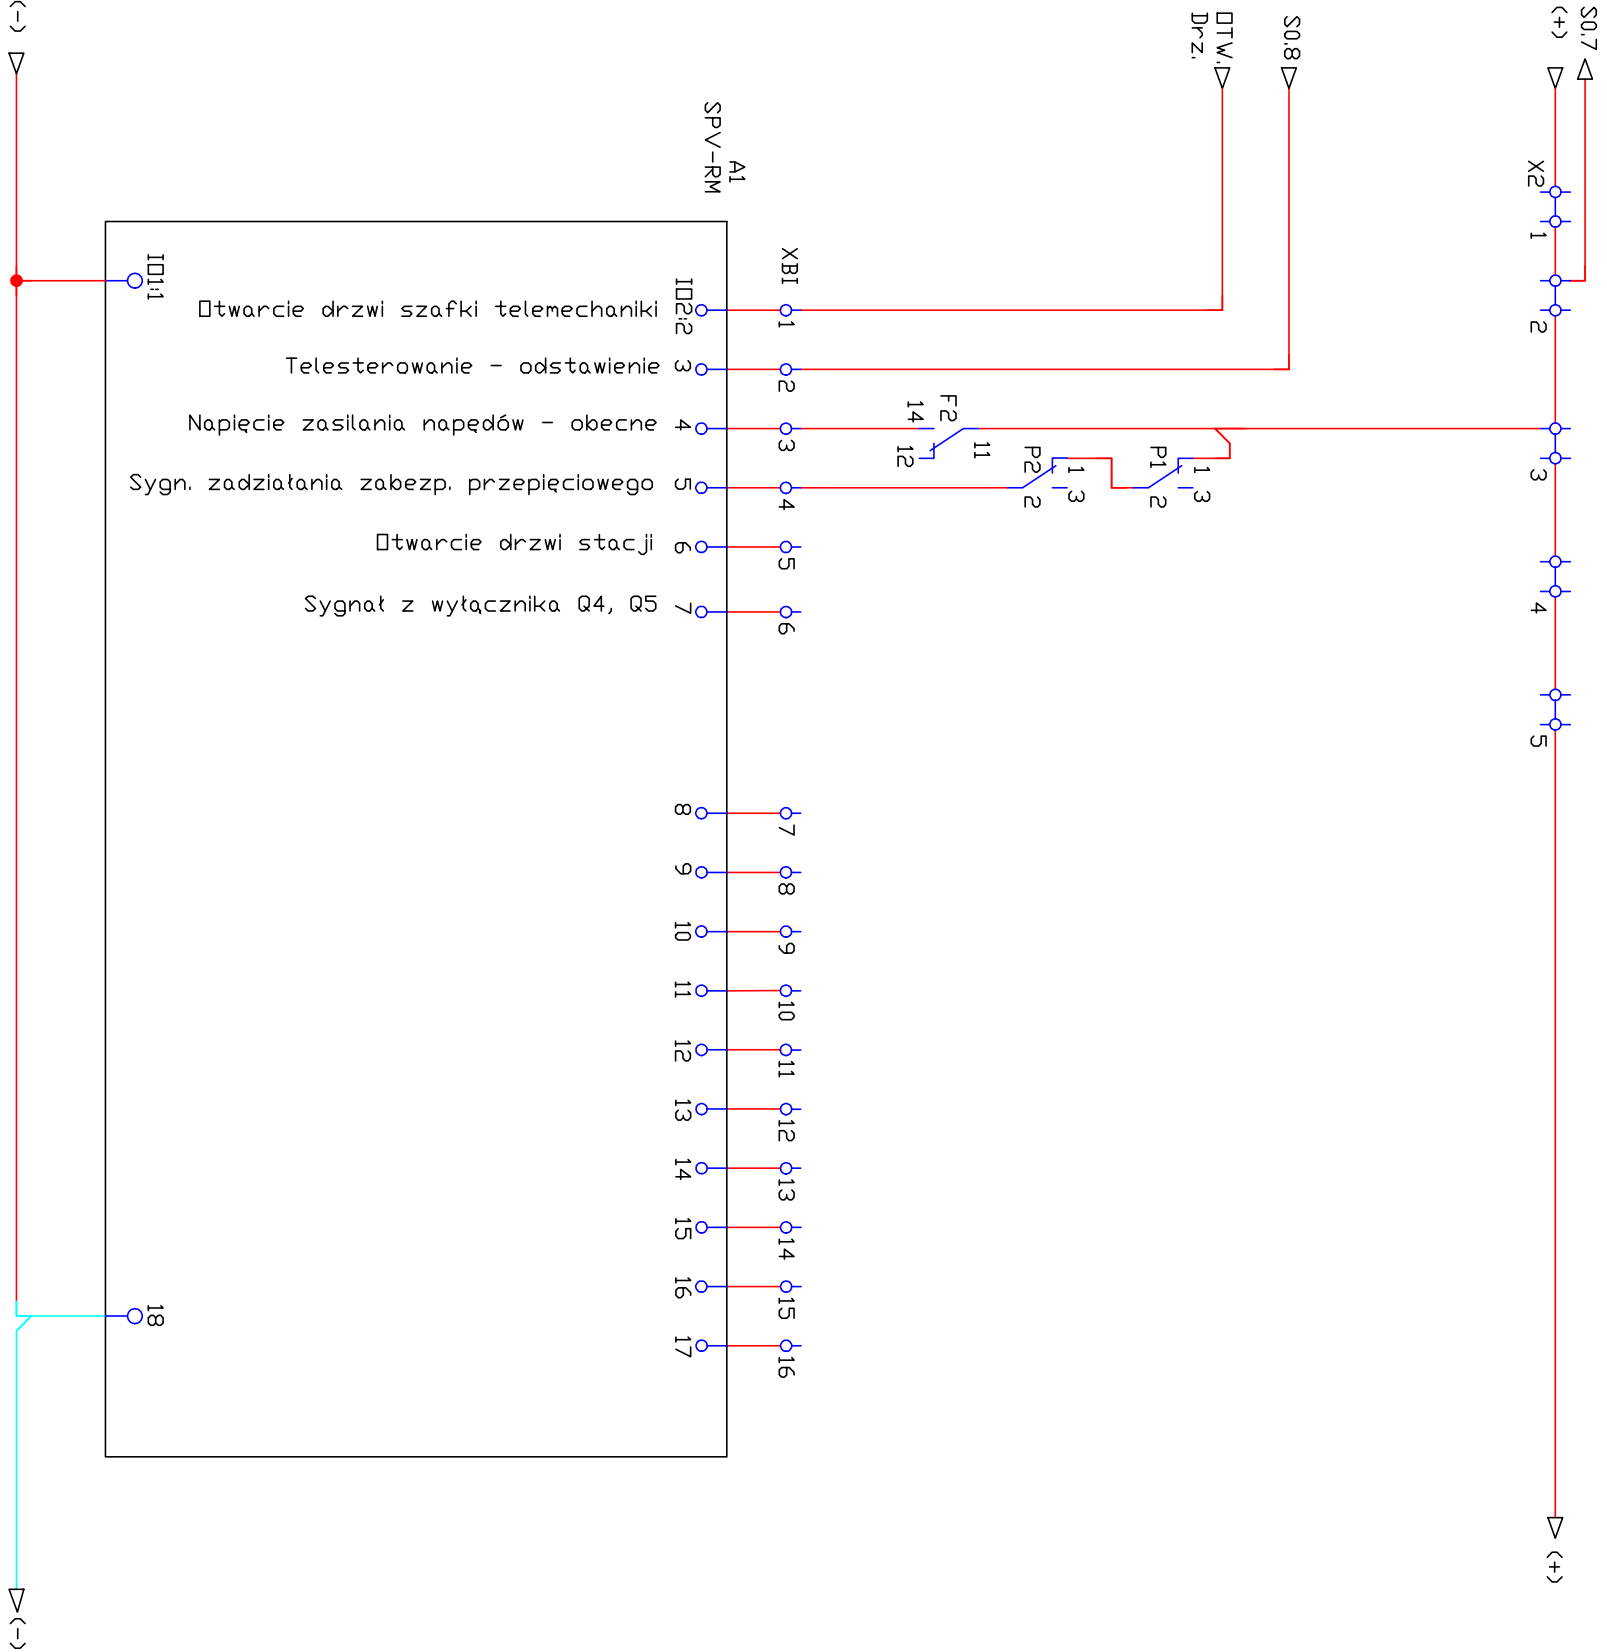 (-)
OTW.
Drz.
S0.8
(+)
S0.7
A1
SPV-RM
X2
1
2
3
4
5
XBI
IO1:1
Otwarcie drzwi szafki telemechaniki
IO2:2
1
Telesterowanie - odstawienie
3
2
Napięcie zasilania napędów - obecne
4
3
14
12
F2
11
Sygn. zadziałania zabezp. przepięciowego
5
4
P2
1
3
2
P1
1
3
2
Otwarcie drzwi stacji
6
5
Sygnał z wyłącznika Q4, Q5
7
6
8
7
9
8
10
9
11
10
12
11
13
12
14
13
15
14
16
15
17
16
18
(+)
(-)